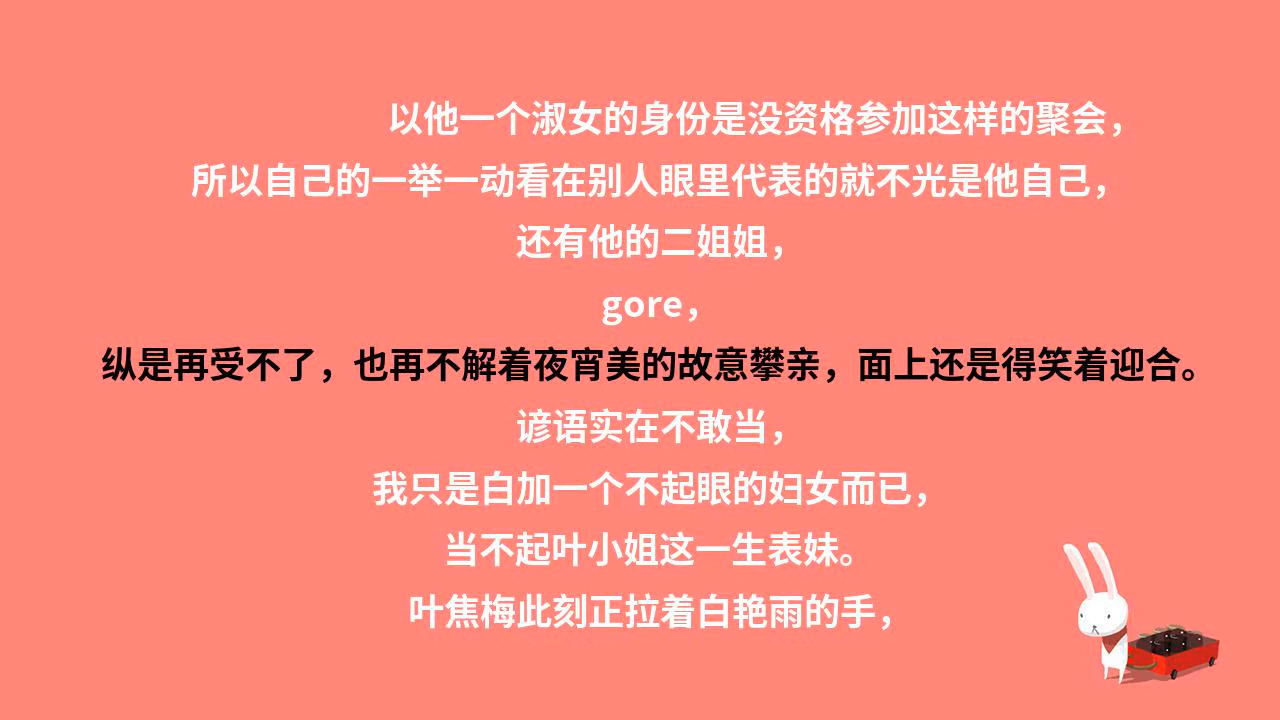 以他一个淑女的身份是没资格参加这样的聚会，
所以自己的一举一动看在别人眼里代表的就不光是他自己，
还有他的二姐姐，
gore，
纵是再受不了，也再不解着夜宵美的故意攀亲，面上还是得笑着迎合。
谚语实在不敢当，
我只是白加一个不起眼的妇女而已，
当不起叶小姐这一生表妹。
叶焦梅此刻正拉着白艳雨的手，